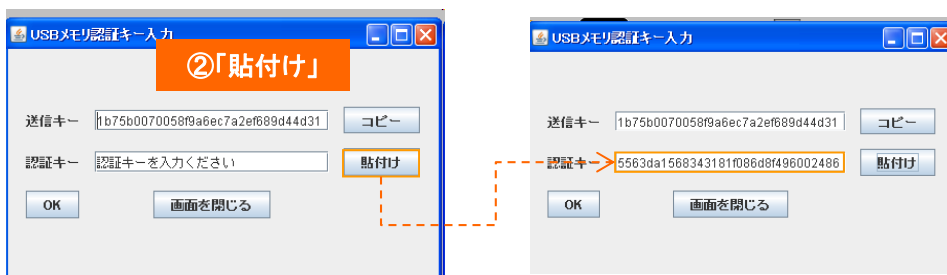 USBメモリ認証キー入力
②「貼付け」
送信キー 1b75b0070058f9a6ec7a2ef689d44d31 コピー
認証キー 認証キーを入力ください 貼付け
OK 画面を閉じる
USBメモリ認証キー入力
送信キー 1b75b0070058f9a6ec7a2ef689d44d31 コピー
認証キー 5563da1568343181f086d8f496002486 貼付け
OK 画面を閉じる